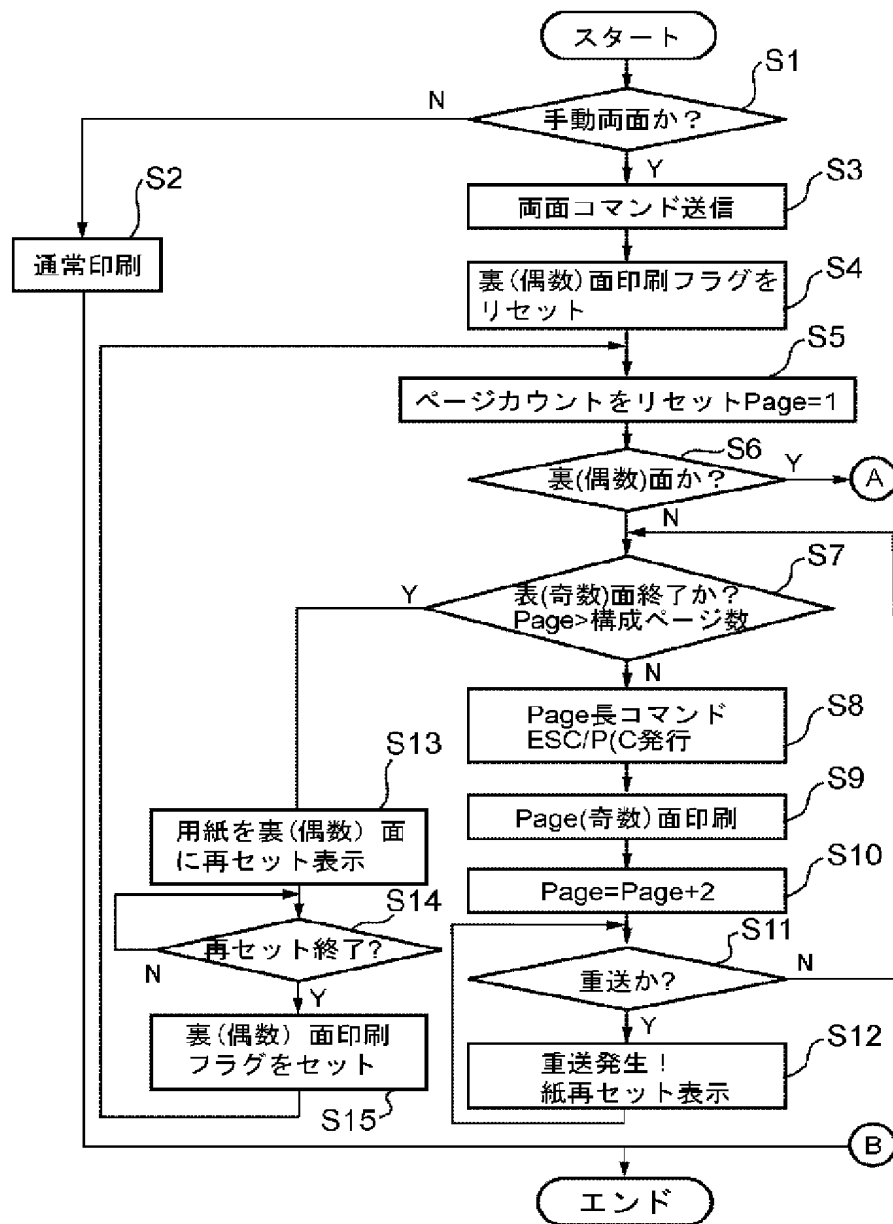 スタート
S1
手動両面か?
N
Y
S2
通常印刷
S3
両面コマンド送信
S4
裏(偶数)面印刷フラグを
リセット
S5
ページカウントをリセットPage=1
S6
裏(偶数)面か?
Y
A
N
S7
表(奇数)面終了か?
Page>構成ページ数
Y
N
S8
Page長コマンド
ESC/P(C発行
S9
Page(奇数)面印刷
S10
Page=Page+2
S11
重送か?
N
Y
S12
重送発生!
紙再セット表示
S13
用紙を裏(偶数) 面
に再セット表示
S14
再セット終了?
N
Y
裏(偶数) 面印刷
フラグをセット
S15
B
エンド